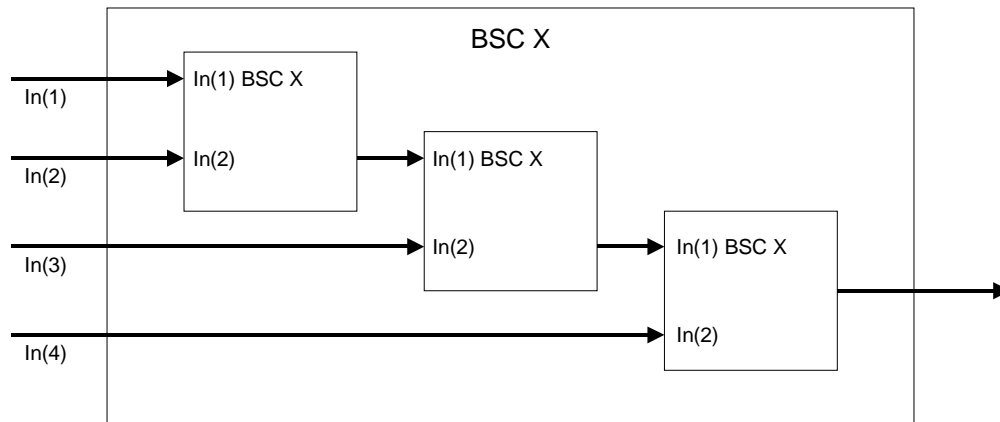 BSC X
In(1) BSC X
In(1)
In(2)
In(2)
In(1) BSC X
In(2)
In(3)
In(1) BSC X
In(2)
In(4)